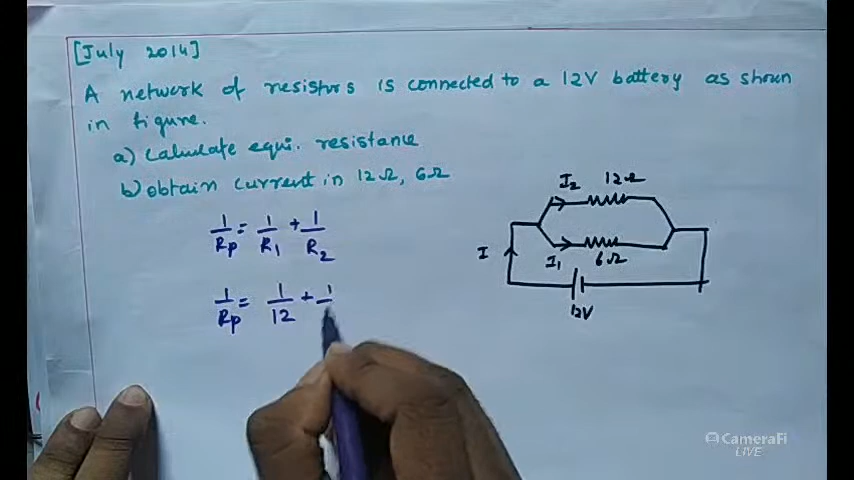 [July 2014]
A network of resistors is connected to a 12V battery as shown
in figure.
a) calculate equi. resistance
b) obtain current in 12Ω, 6Ω
1/Rp = 1/R1 + 1/R2
1/Rp = 1/12 + 1/
I2 12Ω
I
I1 6Ω
12V
CameraFi
LIVE